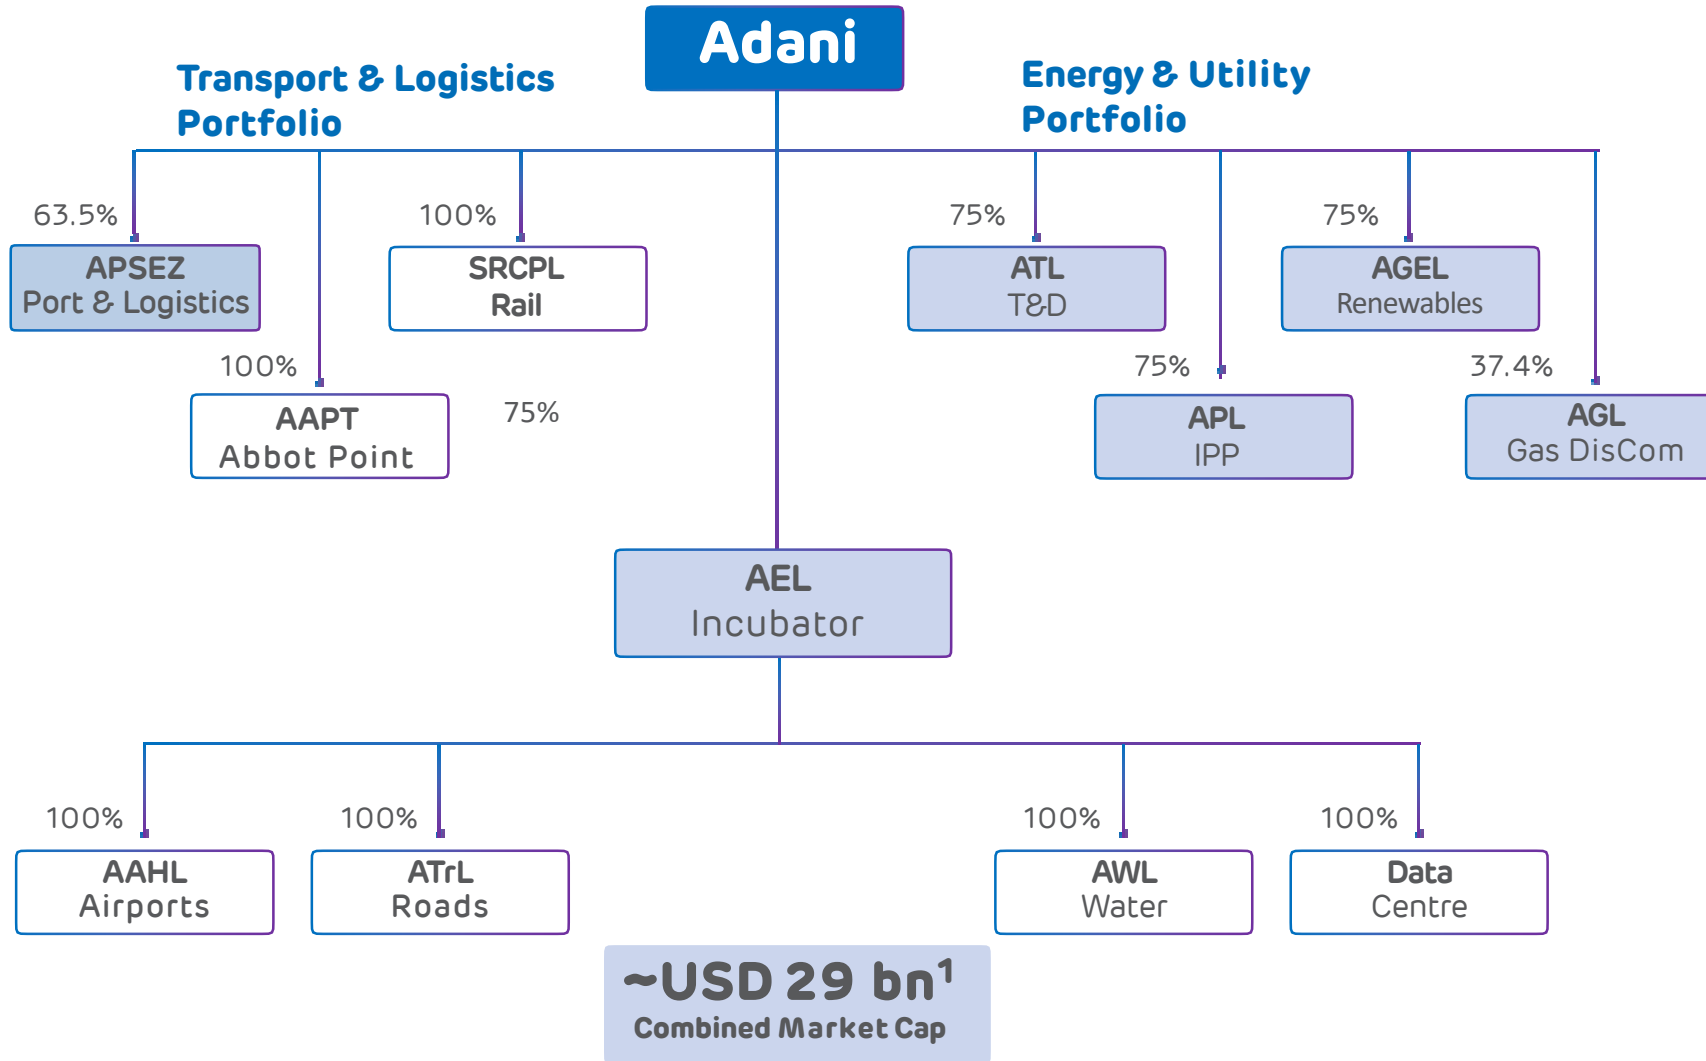 Adani
Transport & Logistics
Portfolio
Energy & Utility
Portfolio
63.5%
APSEZ
Port & Logistics
100%
SRCPL
Rail
75%
ATL
T&D
75%
AGEL
Renewables
100%
AAPT
Abbot Point
75%
75%
APL
IPP
37.4%
AGL
Gas DisCom
AEL
Incubator
100%
AAHL
Airports
100%
ATrL
Roads
100%
AWL
Water
100%
Data
Centre
~USD 29 bn¹
Combined Market Cap